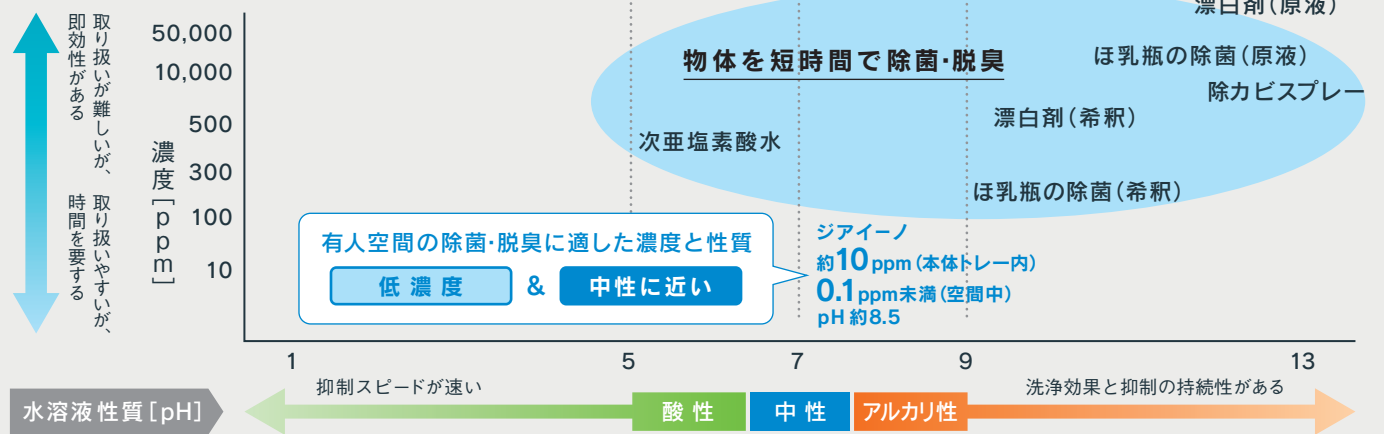 漂白剤(原液)
取り扱いが難しいが、
即効性がある
50,000
10,000
500
300
100
10
濃度[ppm]
取り扱いやすいが、
時間を要する
物体を短時間で除菌・脱臭
ほ乳瓶の除菌(原液)
除カビスプレー
漂白剤(希釈)
次亜塩素酸水
ほ乳瓶の除菌(希釈)
有人空間の除菌・脱臭に適した濃度と性質
低濃度 & 中性に近い
ジアイーノ
約10ppm(本体トレー内)
0.1ppm未満(空間中)
pH 約8.5
1 5 7 9 13
抑制スピードが速い
洗浄効果と抑制の持続性がある
水溶液性質[pH]
酸性 中性 アルカリ性